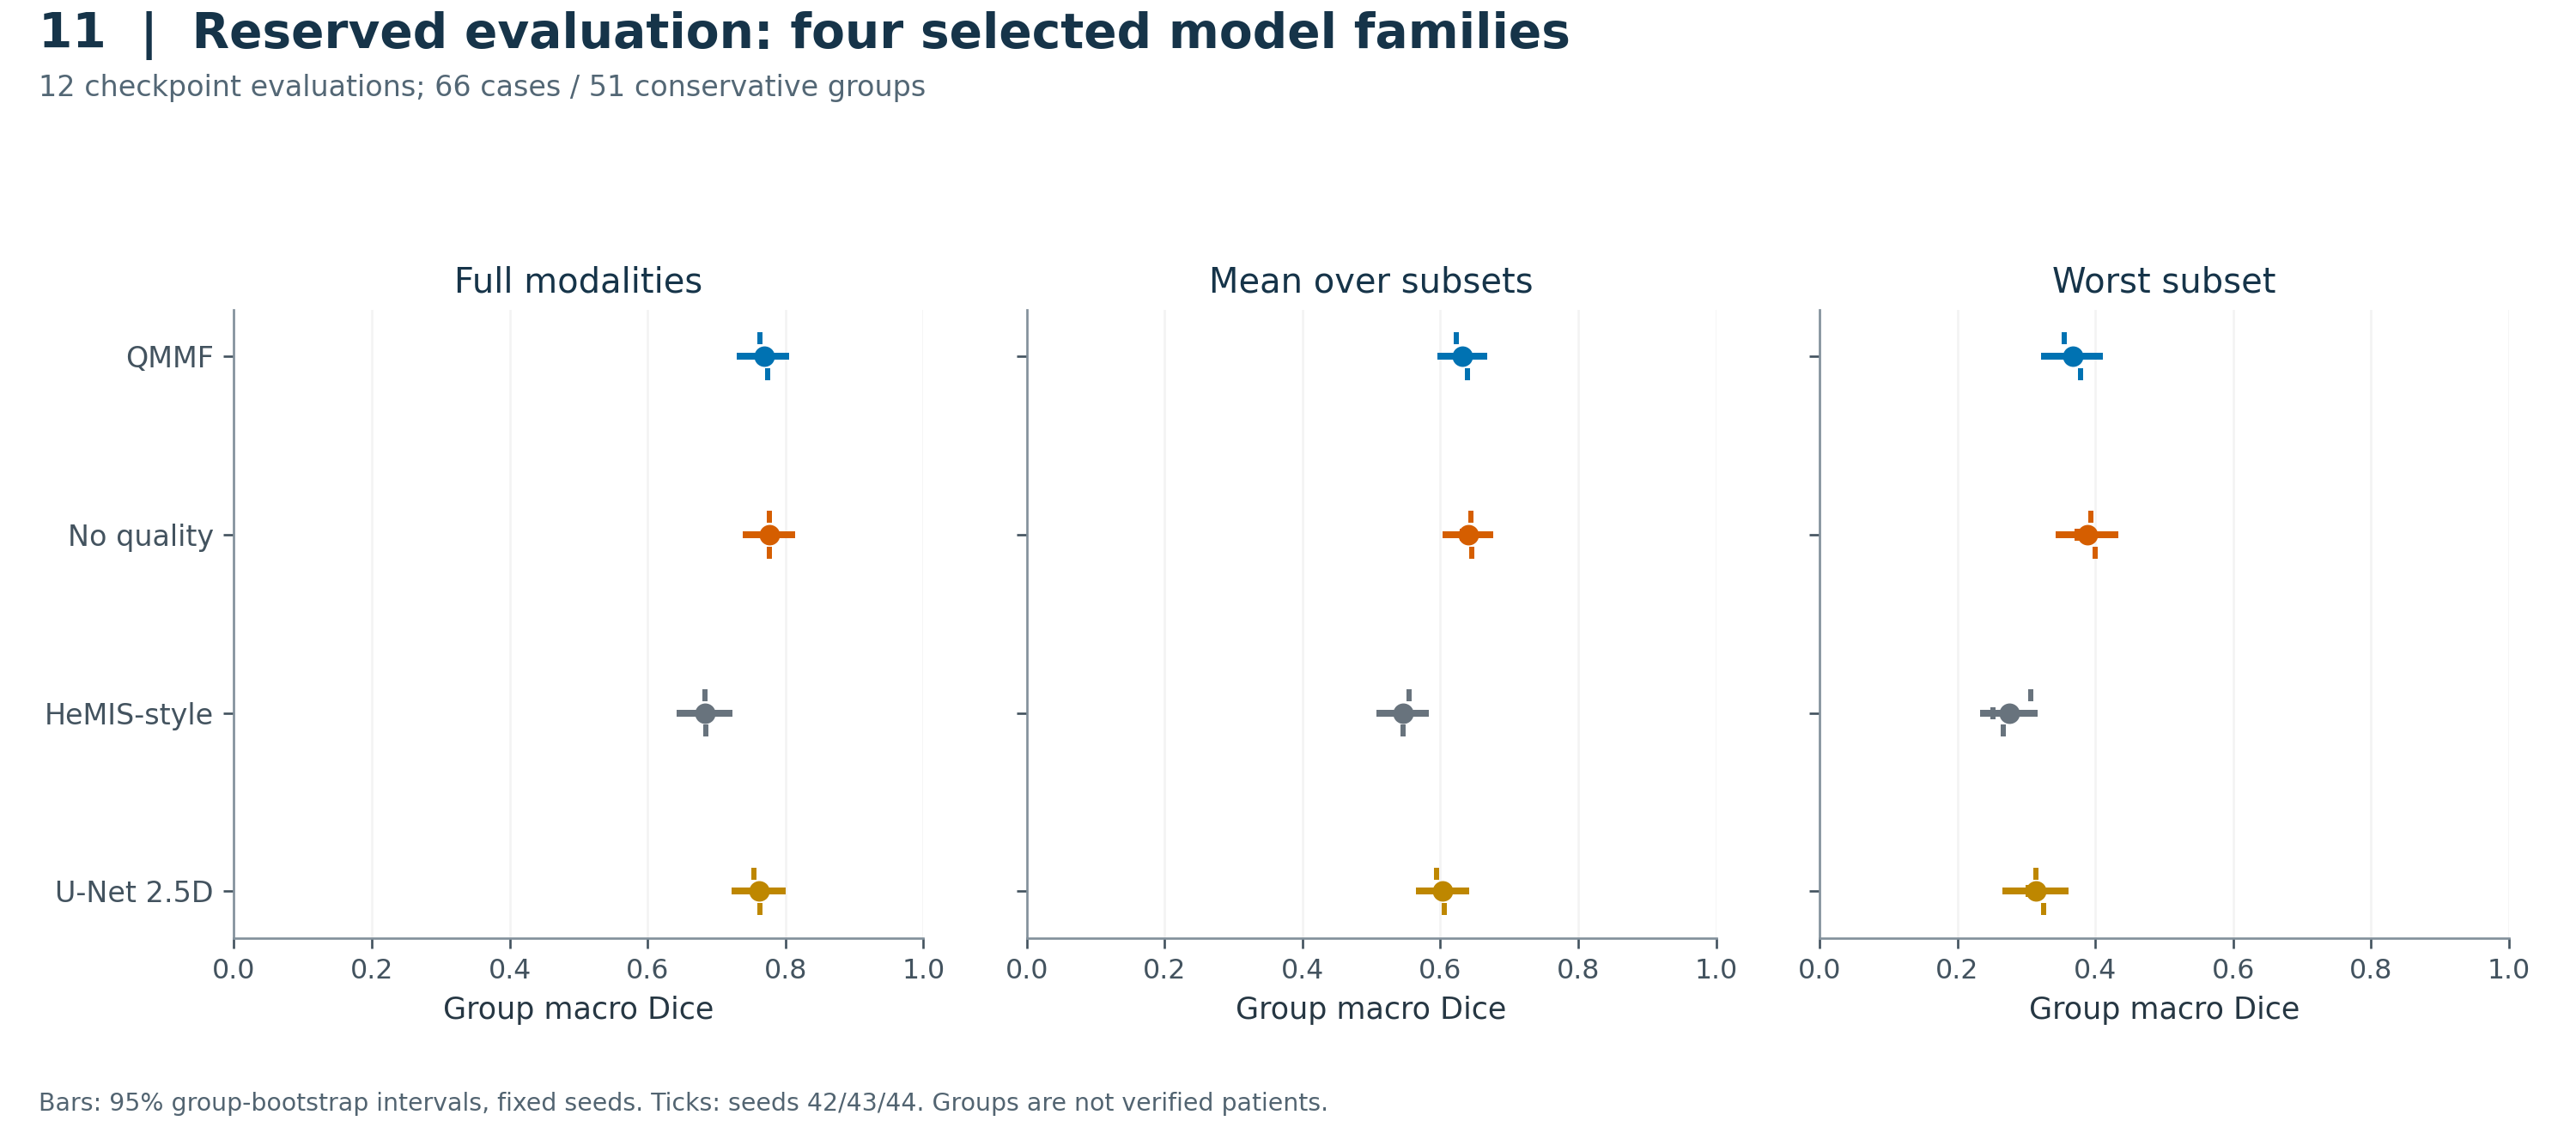 11 | Reserved evaluation: four selected model families
12 checkpoint evaluations; 66 cases / 51 conservative groups
Full modalities
Mean over subsets
Worst subset
QMMF
No quality
HeMIS-style
U-Net 2.5D
0.0 0.2 0.4 0.6 0.8 1.0
0.0 0.2 0.4 0.6 0.8 1.0
0.0 0.2 0.4 0.6 0.8 1.0
Group macro Dice
Group macro Dice
Group macro Dice
Bars: 95% group-bootstrap intervals, fixed seeds. Ticks: seeds 42/43/44. Groups are not verified patients.